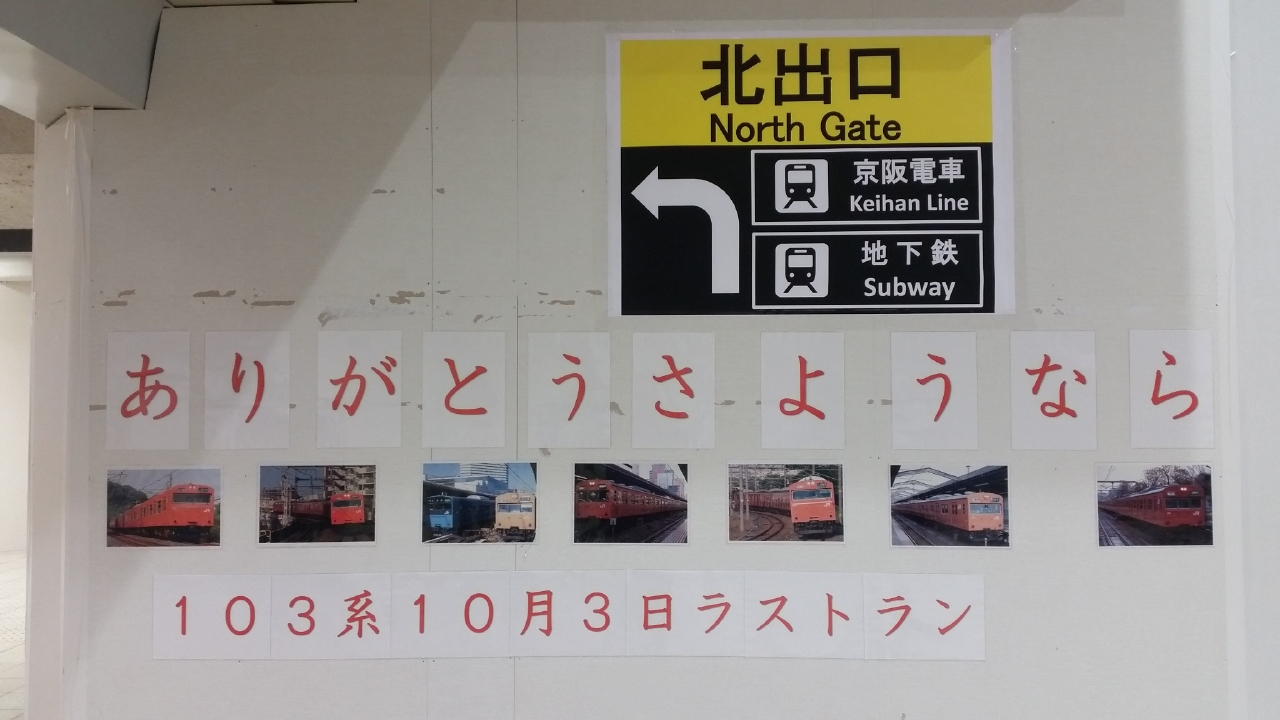 北出口
North Gate
京阪電車
Keihan Line
地下鉄
Subway
ありがとうさようなら
103系10月3日ラストラン